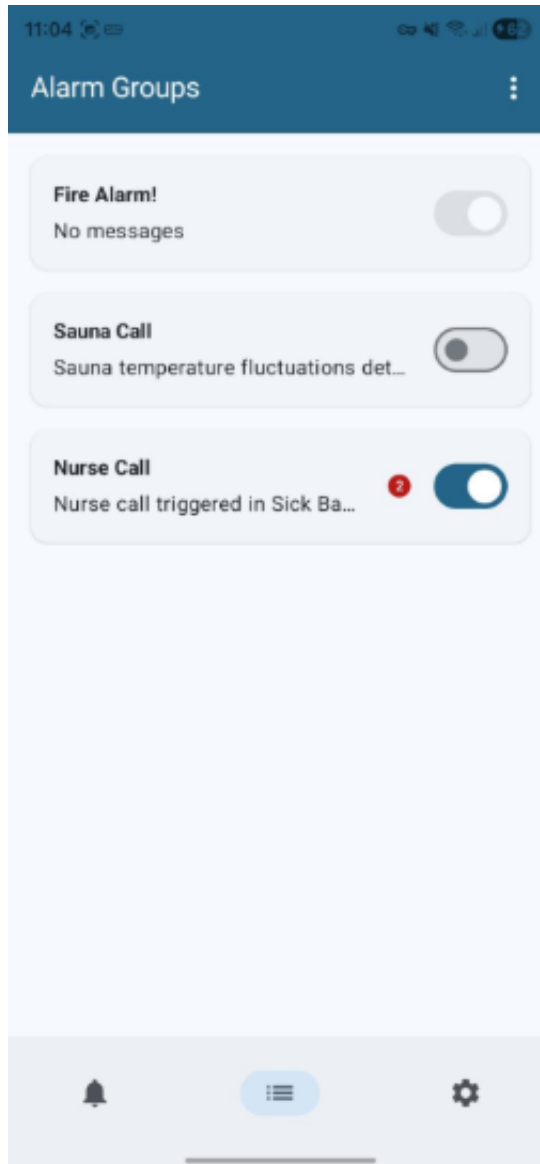 11:04
62
Alarm Groups
Fire Alarm!
No messages
Sauna Call
Sauna temperature fluctuations det...
Nurse Call
2
Nurse call triggered in Sick Ba...